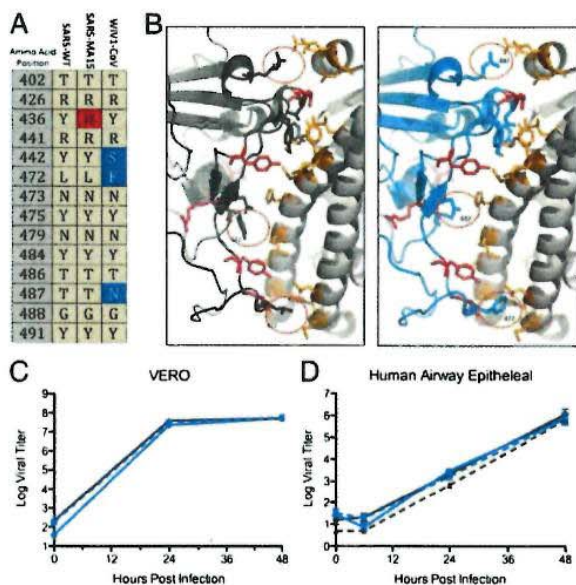 A
SARS-WT
SARS-MA15
WIV1-CoV
Amino Acid
Position
402 T T T
426 R R R
436 Y Y
441 R R R
442 Y Y S
472 L L F
473 N N N
475 Y Y Y
479 N N N
484 Y Y Y
486 T T T
487 T T N
488 G G G
491 Y Y Y
B
C
VERO
Log Viral Titer
9
8
7
6
5
4
3
2
1
0 12 24 36 48
Hours Post Infection
D
Human Airway Epitheleal
Log Viral Titer
7
6
5
4
3
2
1
0
0 12 24 36 48
Hours Post Infection